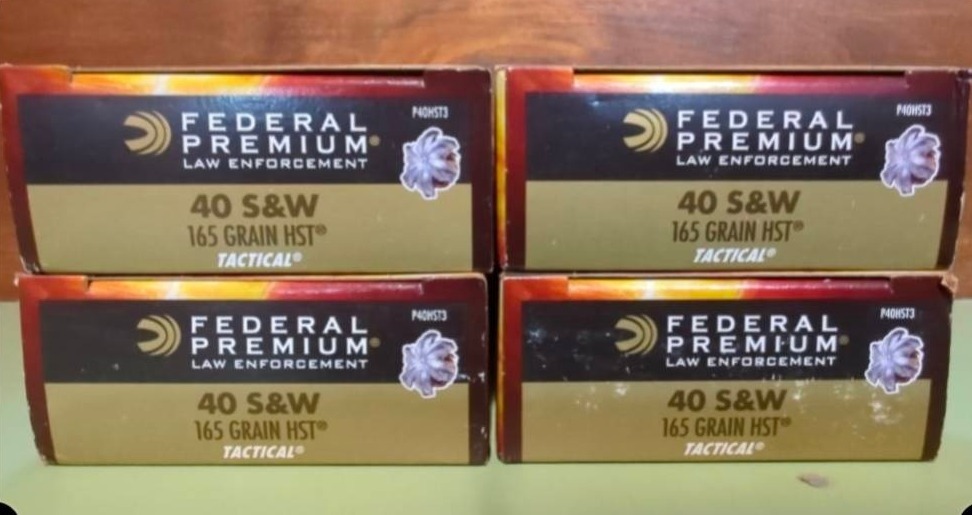 P40HST3
FEDERAL
PREMIUM®
LAW ENFORCEMENT
40 S&W
165 GRAIN HST®
TACTICAL®
P40HST3
FEDERAL
PREMIUM®
LAW ENFORCEMENT
40 S&W
165 GRAIN HST®
TACTICAL®
P40HST3
FEDERAL
PREMIUM®
LAW ENFORCEMENT
40 S&W
165 GRAIN HST®
TACTICAL®
P40HST3
FEDERAL
PREMIUM®
LAW ENFORCEMENT
40 S&W
165 GRAIN HST®
TACTICAL®